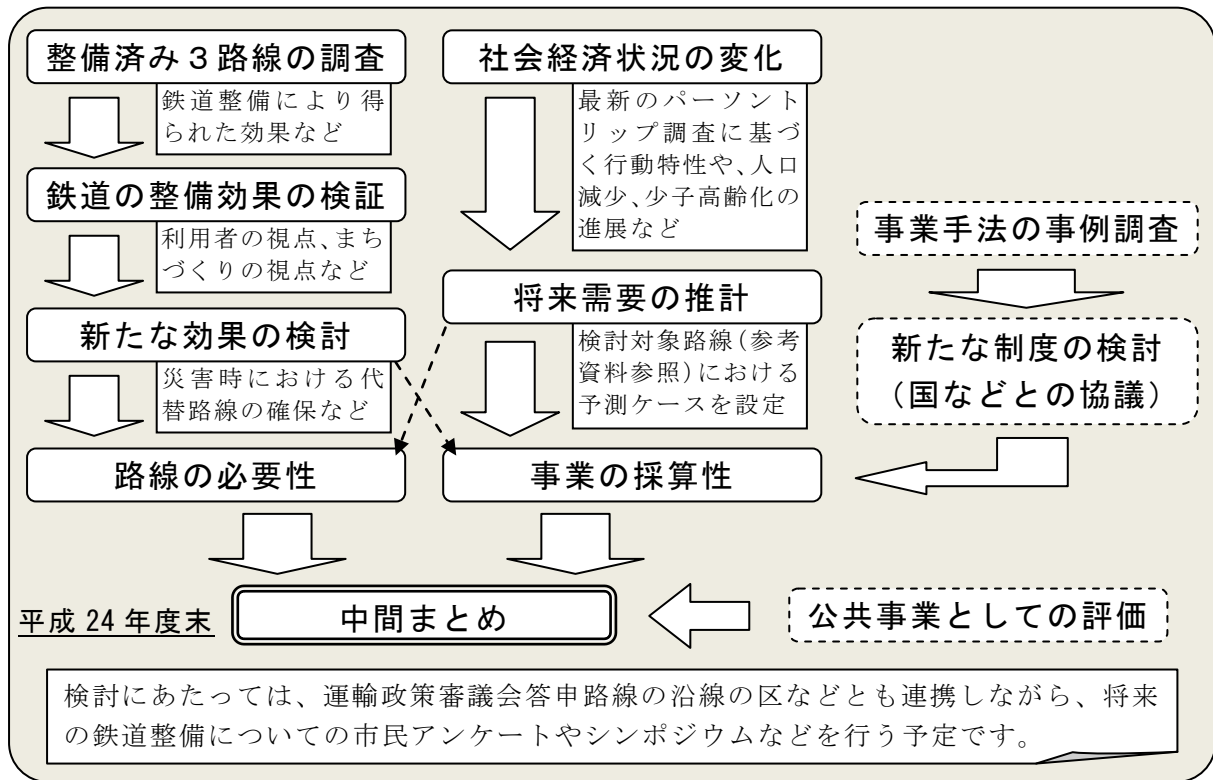 整備済み３路線の調査
鉄道整備により得
られた効果など
鉄道の整備効果の検証
利用者の視点、まち
づくりの視点など
新たな効果の検討
災害時における代
替路線の確保など
路線の必要性
社会経済状況の変化
最新のパーソント
リップ調査に基づ
く行動特性や、人口
減少、少子高齢化の
進展など
将来需要の推計
検討対象路線（参考
資料参照）における
予測ケースを設定
事業の採算性
事業手法の事例調査
新たな制度の検討
（国などとの協議）
平成 24 年度末
中間まとめ
公共事業としての評価
検討にあたっては、運輸政策審議会答申路線の沿線の区などとも連携しながら、将来
の鉄道整備についての市民アンケートやシンポジウムなどを行う予定です。